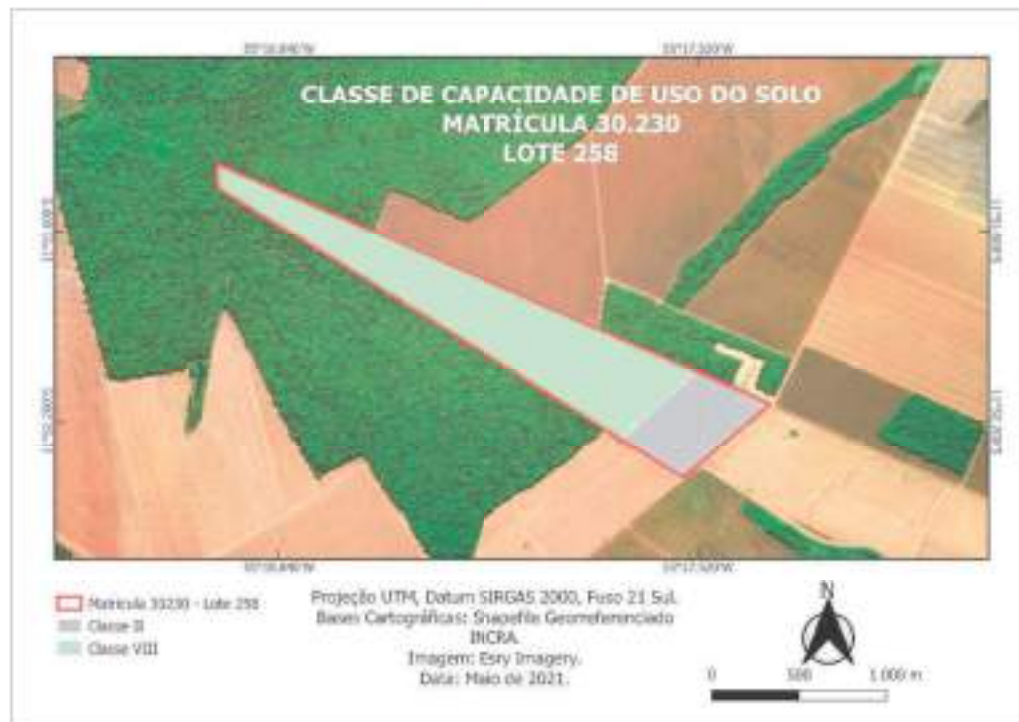 CLASSE DE CAPACIDADE DE USO DO SOLO
MATRÍCULA 30.230
LOTE 258
Matrícula 30230 - Lote 258
Classe II
Classe VIII
Projeção UTM, Datum SIRGAS 2000, Fuso 21 Sul.
Bases Cartográficas: Shapefile Georreferenciado
INCRA.
Imagem: Esry Imagery.
Data: Maio de 2021.
N
0 500 1.000 m